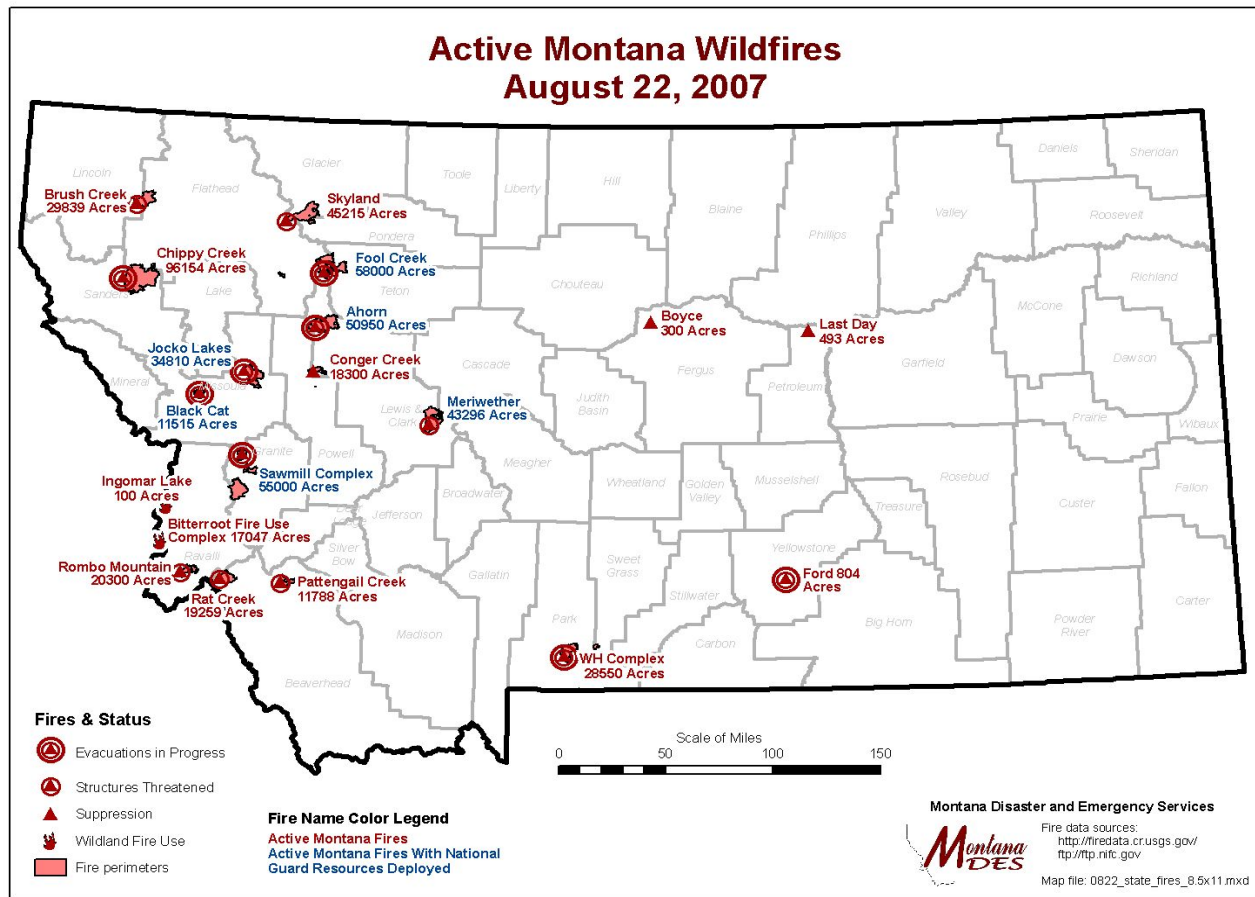 Active Montana Wildfires
August 22, 2007
Lincoln
Flathead
Glacier
Toole
Liberty
Hill
Blaine
Phillips
Valley
Daniels
Sheridan
Roosevelt
Brush Creek
29839 Acres
Skyland
45215 Acres
Pondera
Chippy Creek
96154 Acres
Sanders
Lake
Fool Creek
58000 Acres
Teton
Chouteau
Richland
McCone
Dawson
Ahorn
50950 Acres
Boyce
300 Acres
Last Day
493 Acres
Garfield
Jocko Lakes
34810 Acres
Mineral
Missoula
Conger Creek
18300 Acres
Cascade
Fergus
Petroleum
Judith
Basin
Prairie
Wibaux
Black Cat
11515 Acres
Lewis &
Clark
Meriwether
43296 Acres
Granite
Powell
Sawmill Complex
55000 Acres
Meagher
Wheatland
Golden
Valley
Musselshell
Rosebud
Treasure
Custer
Fallon
Ingomar Lake
100 Acres
Broadwater
Jefferson
Deer
Lodge
Bitterroot Fire Use
Complex 17047 Acres
Ravalli
Silver
Bow
Rombo Mountain
20300 Acres
Rat Creek
19259 Acres
Pattengail Creek
11788 Acres
Gallatin
Sweet
Grass
Yellowstone
Ford 804
Acres
Stillwater
Park
Carbon
Big Horn
Powder
River
Carter
Madison
Beaverhead
WH Complex
28550 Acres
Fires & Status
Evacuations in Progress
Structures Threatened
Suppression
Wildland Fire Use
Fire perimeters
Fire Name Color Legend
Active Montana Fires
Active Montana Fires With National
Guard Resources Deployed
Scale of Miles
0 50 100 150
Montana Disaster and Emergency Services
Montana
DES
Fire data sources:
http://firedata.cr.usgs.gov/
ftp://ftp.nifc.gov
Map file: 0822_state_fires_8.5x11.mxd